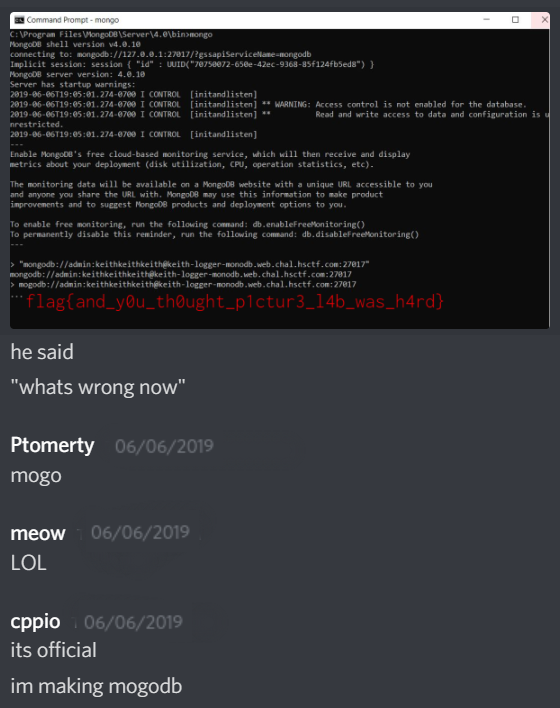 Command Prompt - mongo
C:\Program Files\MongoDB\Server\4.0\bin>mongo
MongoDB shell version v4.0.10
connecting to: mongodb://127.0.0.1:27017/?gssapiServiceName=mongodb
Implicit session: session { "id" : UUID("70750072-650e-42ec-9368-85f124fb5ed8") }
MongoDB server version: 4.0.10
Server has startup warnings:
2019-06-06T19:05:01.274-0700 I CONTROL [initandlisten]
2019-06-06T19:05:01.274-0700 I CONTROL [initandlisten] ** WARNING: Access control is not enabled for the database.
2019-06-06T19:05:01.274-0700 I CONTROL [initandlisten] ** Read and write access to data and configuration is u
nrestricted.
2019-06-06T19:05:01.274-0700 I CONTROL [initandlisten]
---
Enable MongoDB's free cloud-based monitoring service, which will then receive and display
metrics about your deployment (disk utilization, CPU, operation statistics, etc).
The monitoring data will be available on a MongoDB website with a unique URL accessible to you
and anyone you share the URL with. MongoDB may use this information to make product
improvements and to suggest MongoDB products and deployment options to you.
To enable free monitoring, run the following command: db.enableFreeMonitoring()
To permanently disable this reminder, run the following command: db.disableFreeMonitoring()
---
> "mongodb://admin:keithkeithkeith@keith-logger-monodb.web.chal.hsctf.com:27017"
mongodb://admin:keithkeithkeith@keith-logger-monodb.web.chal.hsctf.com:27017
> mogodb://admin:keithkeithkeith@keith-logger-monodb.web.chal.hsctf.com:27017
... flag{and_y0u_th0ught_p1ctur3_l4b_was_h4rd}
he said
"whats wrong now"
Ptomerty 06/06/2019
mogo
meow 06/06/2019
LOL
cppio 06/06/2019
its official
im making mogodb